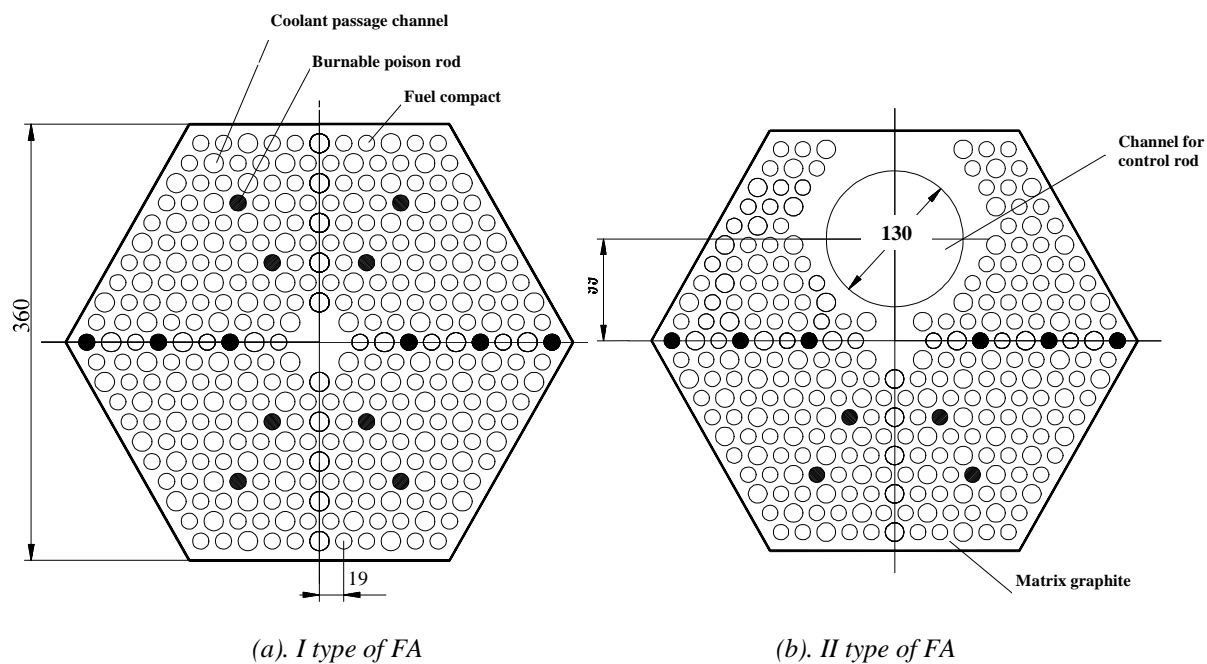 Coolant passage channel
Burnable poison rod
Fuel compact
Channel for
control rod
130
360
19
Matrix graphite
(a). I type of FA
(b). II type of FA